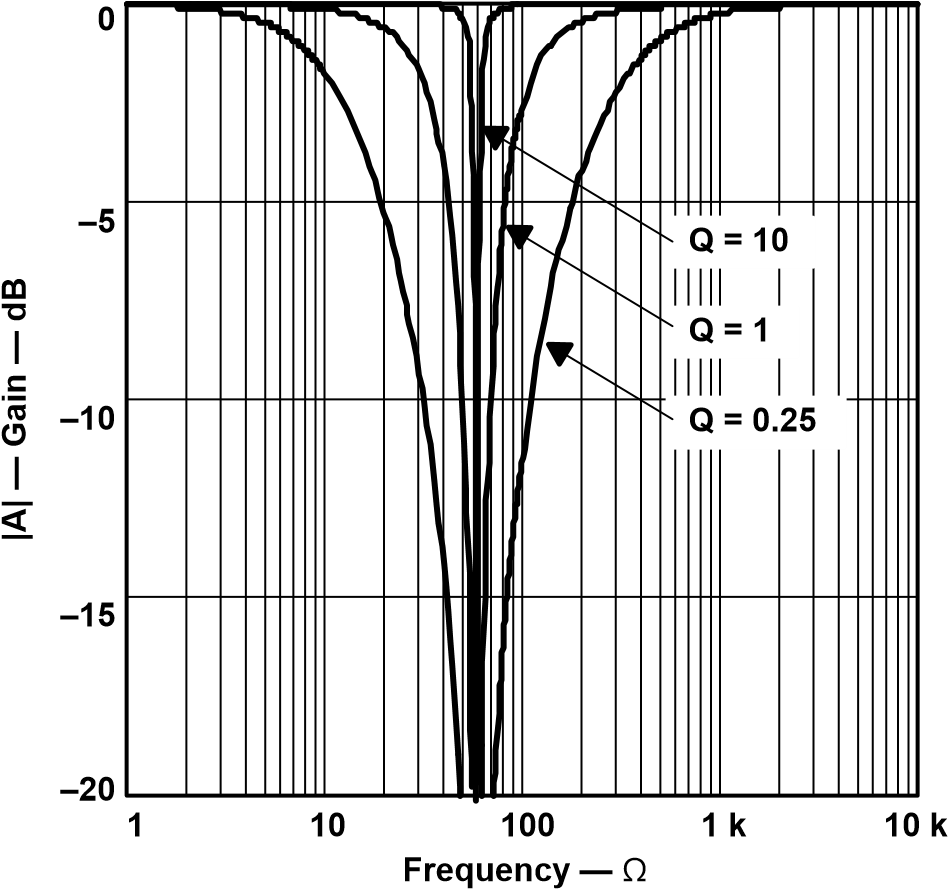 0
–5
–10
–15
–20
|A| — Gain — dB
Q = 10
Q = 1
Q = 0.25
1 10 100 1 k 10 k
Frequency — Ω